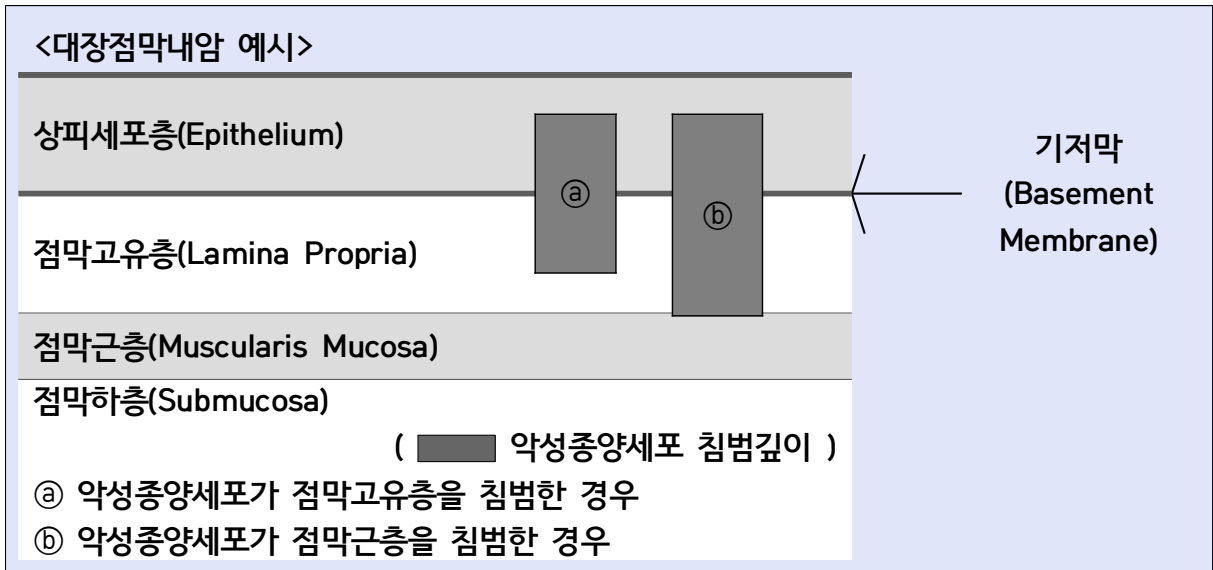 <대장점막내암 예시>
상피세포층(Epithelium)
기저막
(Basement
Membrane)
ⓐ
ⓑ
점막고유층(Lamina Propria)
점막근층(Muscularis Mucosa)
점막하층(Submucosa)
( 악성종양세포 침범깊이 )
ⓐ 악성종양세포가 점막고유층을 침범한 경우
ⓑ 악성종양세포가 점막근층을 침범한 경우